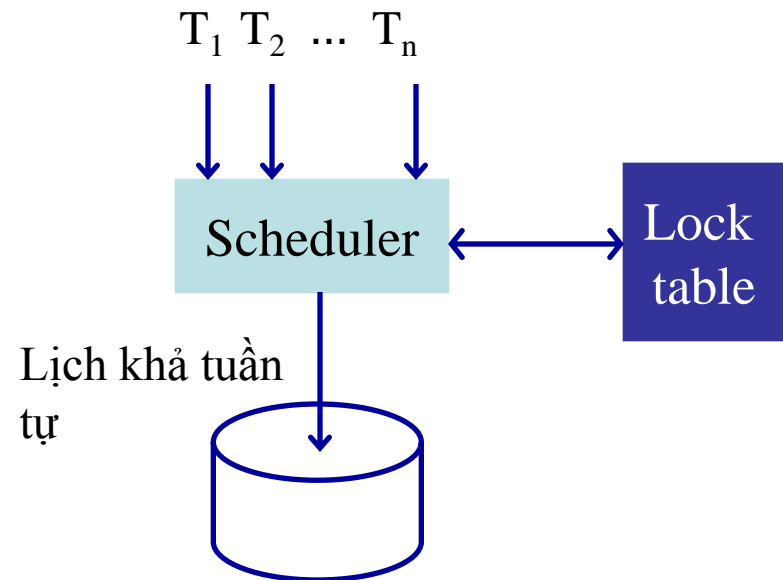 T₁ T₂ ... Tₙ
Scheduler
Lock
table
Lịch khả tuần
tự